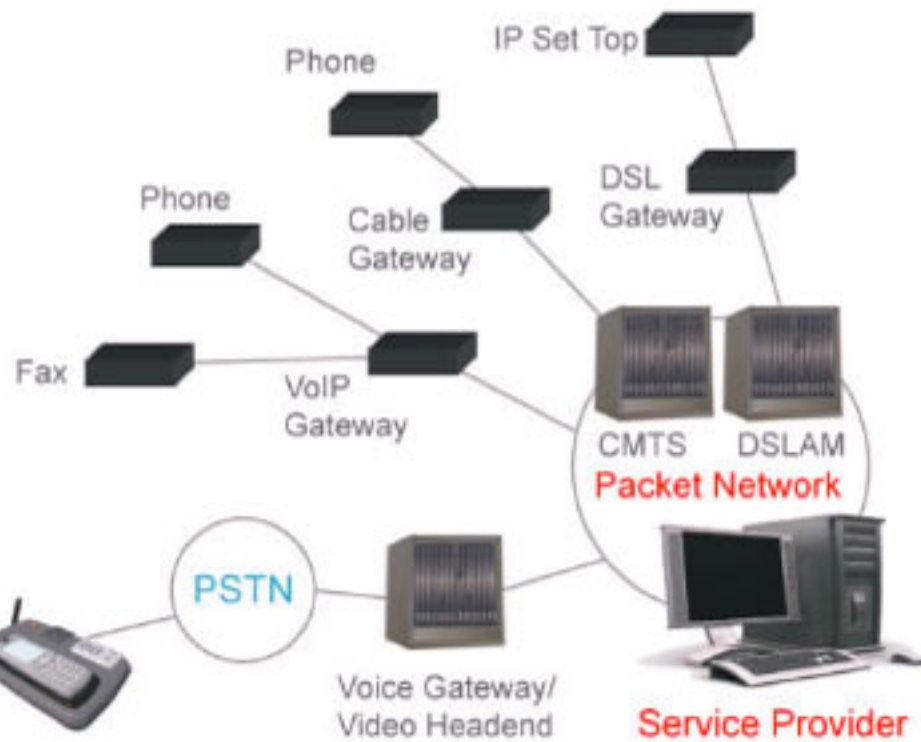 IP Set Top
Phone
DSL
Gateway
Phone
Cable
Gateway
Fax
VoIP
Gateway
CMTS
DSLAM
Packet Network
PSTN
Voice Gateway/
Video Headend
Service Provider